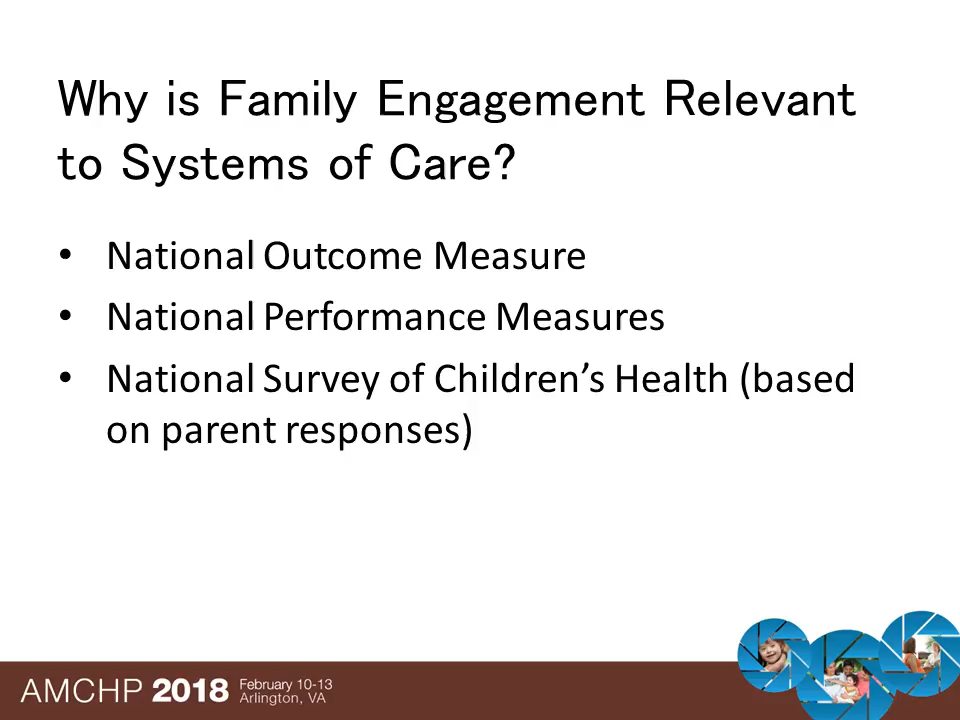 Why is Family Engagement Relevant
to Systems of Care?
• National Outcome Measure
• National Performance Measures
• National Survey of Children’s Health (based
on parent responses)
AMCHP 2018 February 10-13
Arlington, VA